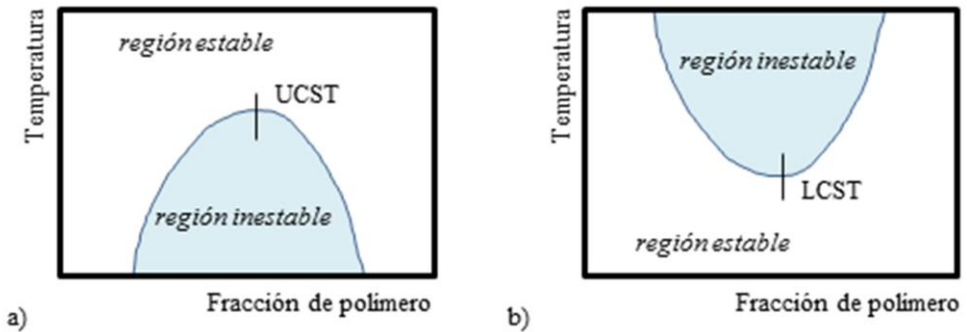 Temperatura
región estable
UCST
región inestable
Fracción de polímero
a)
Temperatura
región inestable
LCST
región estable
Fracción de polímero
b)